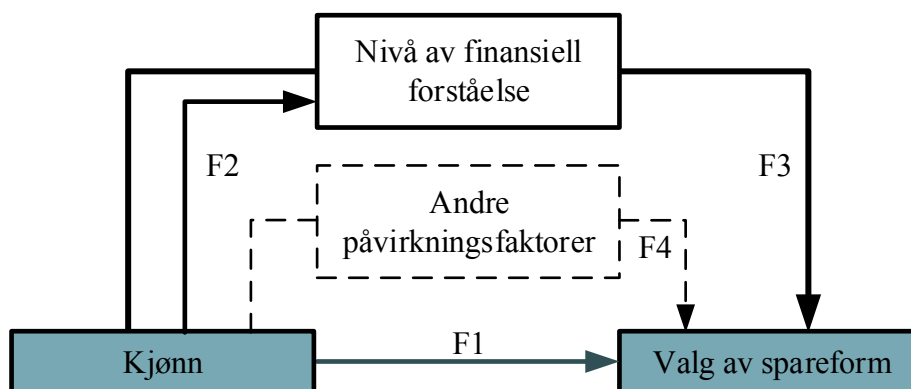 Nivå av finansiell
forståelse
F2
F3
Andre
påvirkningsfaktorer
F4
Kjønn
F1
Valg av spareform